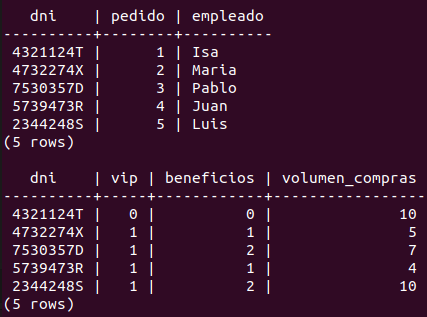 dni    | pedido | empleado
----------+--------+----------
 4321124T |      1 | Isa
 4732274X |      2 | Maria
 7530357D |      3 | Pablo
 5739473R |      4 | Juan
 2344248S |      5 | Luis
(5 rows)

   dni    | vip | beneficios | volumen_compras
----------+-----+------------+-----------------
 4321124T |   0 |          0 |              10
 4732274X |   1 |          1 |               5
 7530357D |   1 |          2 |               7
 5739473R |   1 |          1 |               4
 2344248S |   1 |          2 |              10
(5 rows)